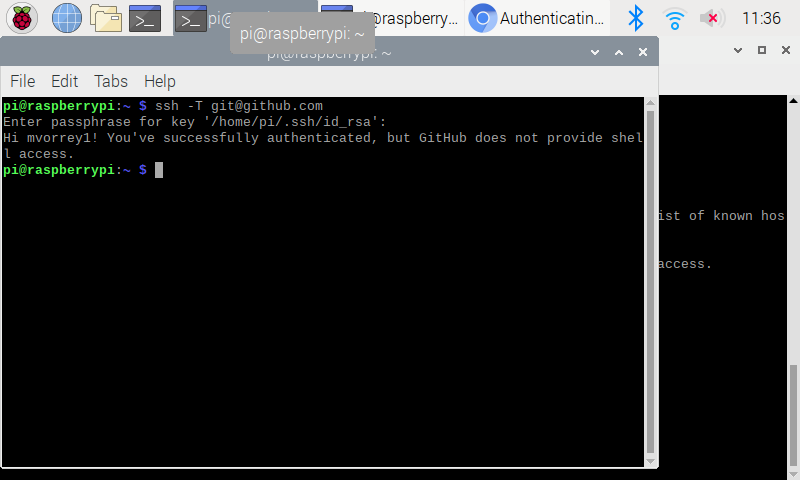 pi@raspberry...
Authenticatin...
11:36
pi@raspberrypi: ~
pi@raspberrypi: ~
File Edit Tabs Help
pi@raspberrypi:~ $ ssh -T git@github.com
Enter passphrase for key '/home/pi/.ssh/id_rsa':
Hi mvorrey1! You've successfully authenticated, but GitHub does not provide shel
l access.
pi@raspberrypi:~ $
ist of known hos
access.